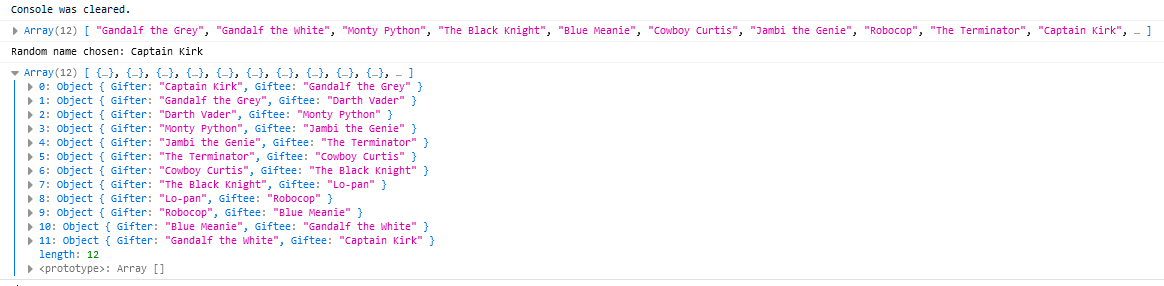 Console was cleared.
Array(12) [ "Gandalf the Grey", "Gandalf the White", "Monty Python", "The Black Knight", "Blue Meanie", "Cowboy Curtis", "Jambi the Genie", "Robocop", "The Terminator", "Captain Kirk", … ]
Random name chosen: Captain Kirk
Array(12) [ {…}, {…}, {…}, {…}, {…}, {…}, {…}, {…}, {…}, {…}, … ]
0: Object { Gifter: "Captain Kirk", Giftee: "Gandalf the Grey" }
1: Object { Gifter: "Gandalf the Grey", Giftee: "Darth Vader" }
2: Object { Gifter: "Darth Vader", Giftee: "Monty Python" }
3: Object { Gifter: "Monty Python", Giftee: "Jambi the Genie" }
4: Object { Gifter: "Jambi the Genie", Giftee: "The Terminator" }
5: Object { Gifter: "The Terminator", Giftee: "Cowboy Curtis" }
6: Object { Gifter: "Cowboy Curtis", Giftee: "The Black Knight" }
7: Object { Gifter: "The Black Knight", Giftee: "Lo-pan" }
8: Object { Gifter: "Lo-pan", Giftee: "Robocop" }
9: Object { Gifter: "Robocop", Giftee: "Blue Meanie" }
10: Object { Gifter: "Blue Meanie", Giftee: "Gandalf the White" }
11: Object { Gifter: "Gandalf the White", Giftee: "Captain Kirk" }
length: 12
<prototype>: Array []